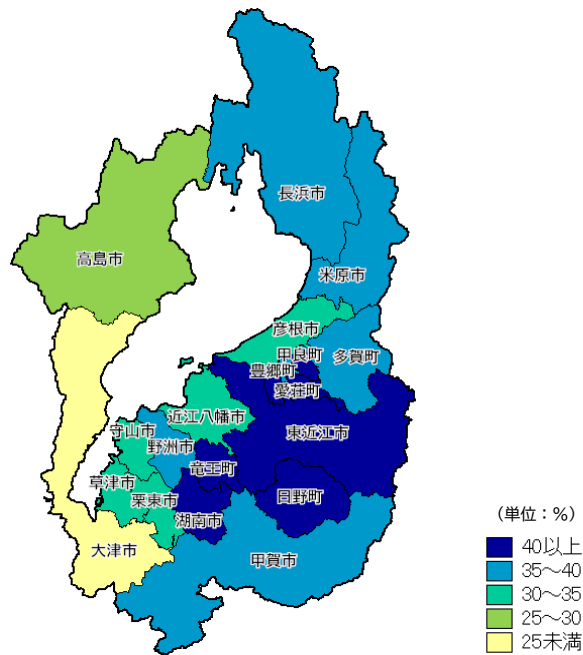 長浜市
高島市
米原市
彦根市
甲良町
多賀町
豊郷町
愛荘町
近江八幡市
守山市
東近江市
野洲市
竜王町
草津市
栗東市
日野町
湖南市
大津市
甲賀市
(単位:%)
40以上
35～40
30～35
25～30
25未満